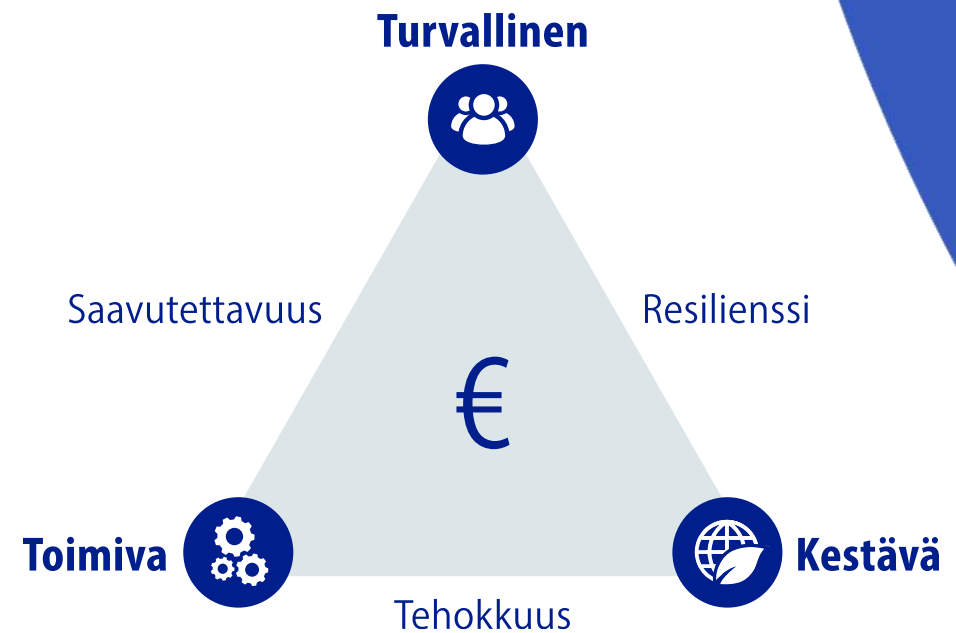 Turvallinen
Saavutettavuus
Resilienssi
€
Toimiva
Kestävä
Tehokkuus